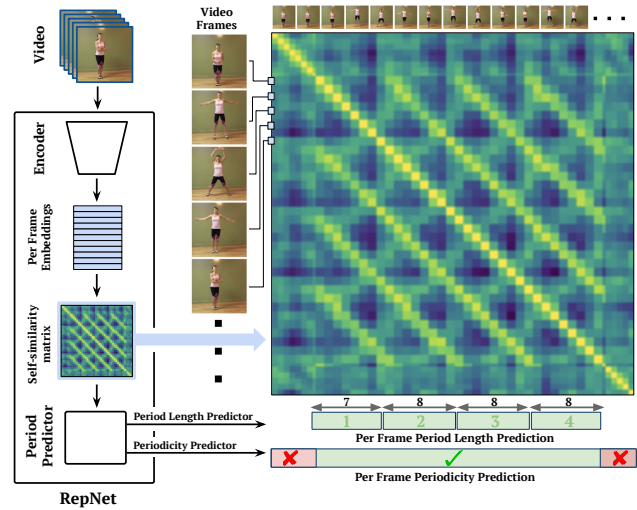 Video
Encoder
Per Frame
Embeddings
Self-similarity
matrix
Period
Predictor
RepNet
Video
Frames
Period Length Predictor
Periodicity Predictor
7 8 8 8
1 2 3 4
Per Frame Period Length Prediction
Per Frame Periodicity Prediction